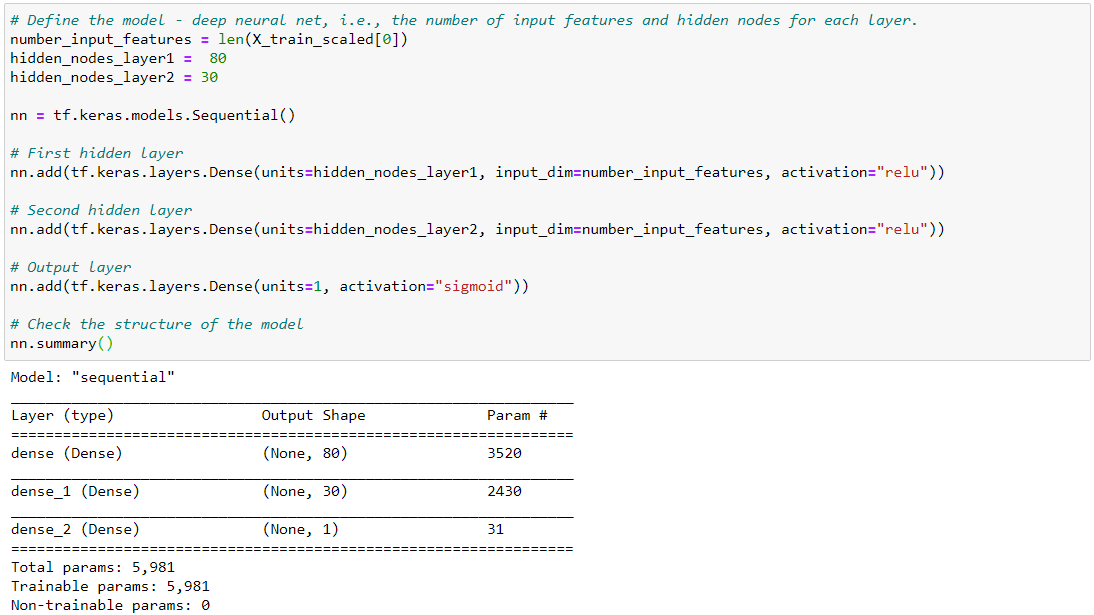 # Define the model - deep neural net, i.e., the number of input features and hidden nodes for each layer.
number_input_features = len(X_train_scaled[0])
hidden_nodes_layer1 =  80
hidden_nodes_layer2 = 30

nn = tf.keras.models.Sequential()

# First hidden layer
nn.add(tf.keras.layers.Dense(units=hidden_nodes_layer1, input_dim=number_input_features, activation="relu"))

# Second hidden layer
nn.add(tf.keras.layers.Dense(units=hidden_nodes_layer2, input_dim=number_input_features, activation="relu"))

# Output layer
nn.add(tf.keras.layers.Dense(units=1, activation="sigmoid"))

# Check the structure of the model
nn.summary()
Model: "sequential"
_________________________________________________________________
Layer (type)                 Output Shape              Param #
=================================================================
dense (Dense)                (None, 80)                3520
_________________________________________________________________
dense_1 (Dense)              (None, 30)                2430
_________________________________________________________________
dense_2 (Dense)              (None, 1)                 31
=================================================================
Total params: 5,981
Trainable params: 5,981
Non-trainable params: 0